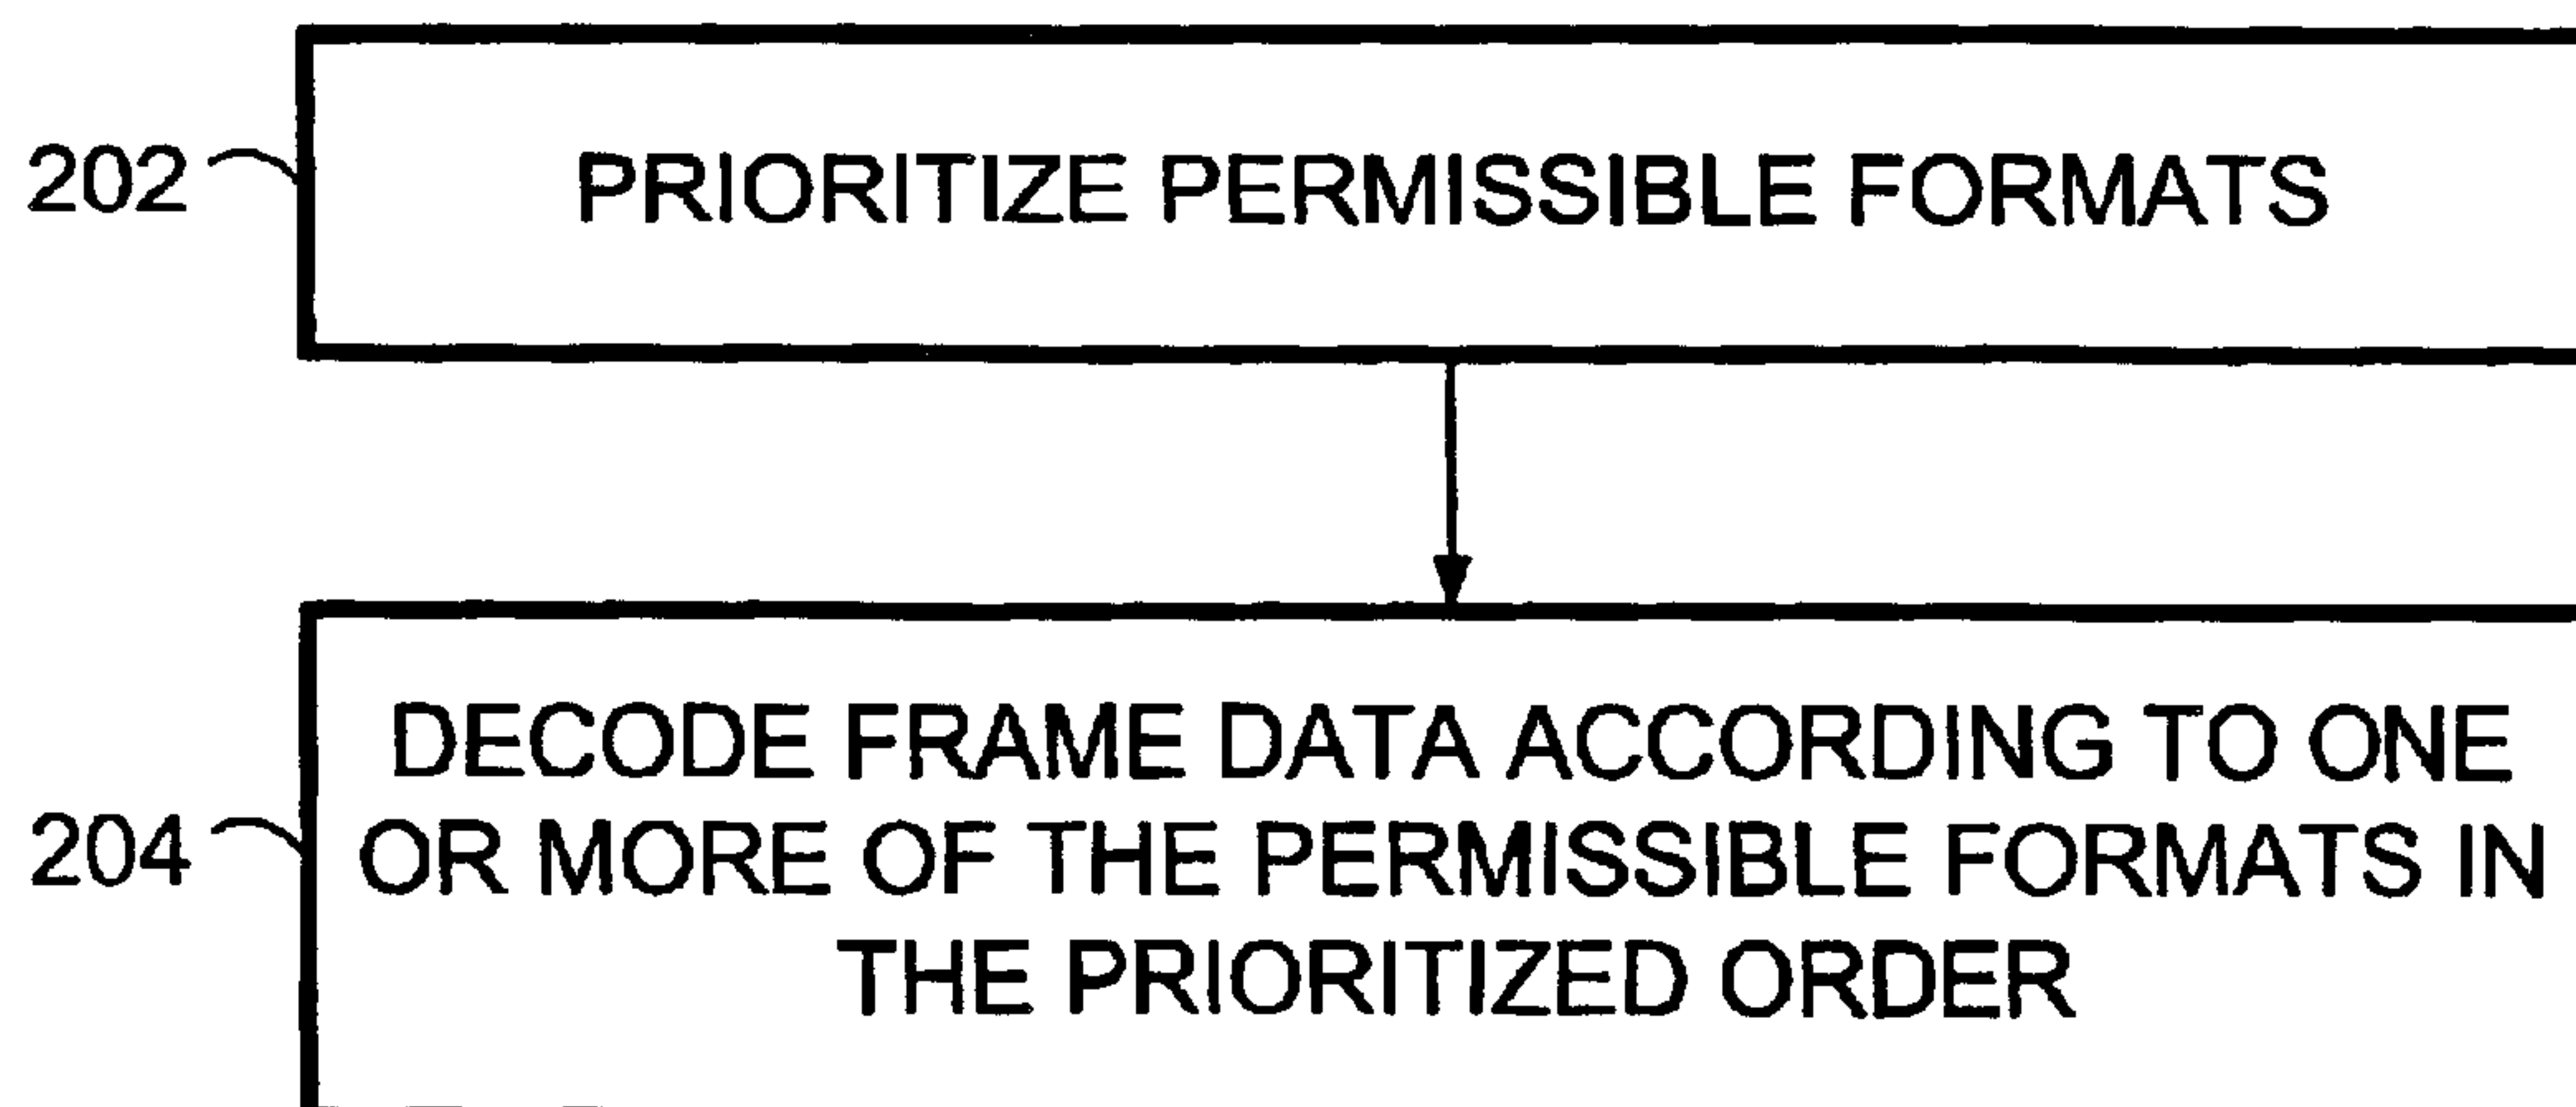 202
PRIORITIZE PERMISSIBLE FORMATS
DECODE FRAME DATA ACCORDING TO ONE
204
OR MORE OF THE PERMISSIBLE FORMATS IN
THE PRIORITIZED ORDER